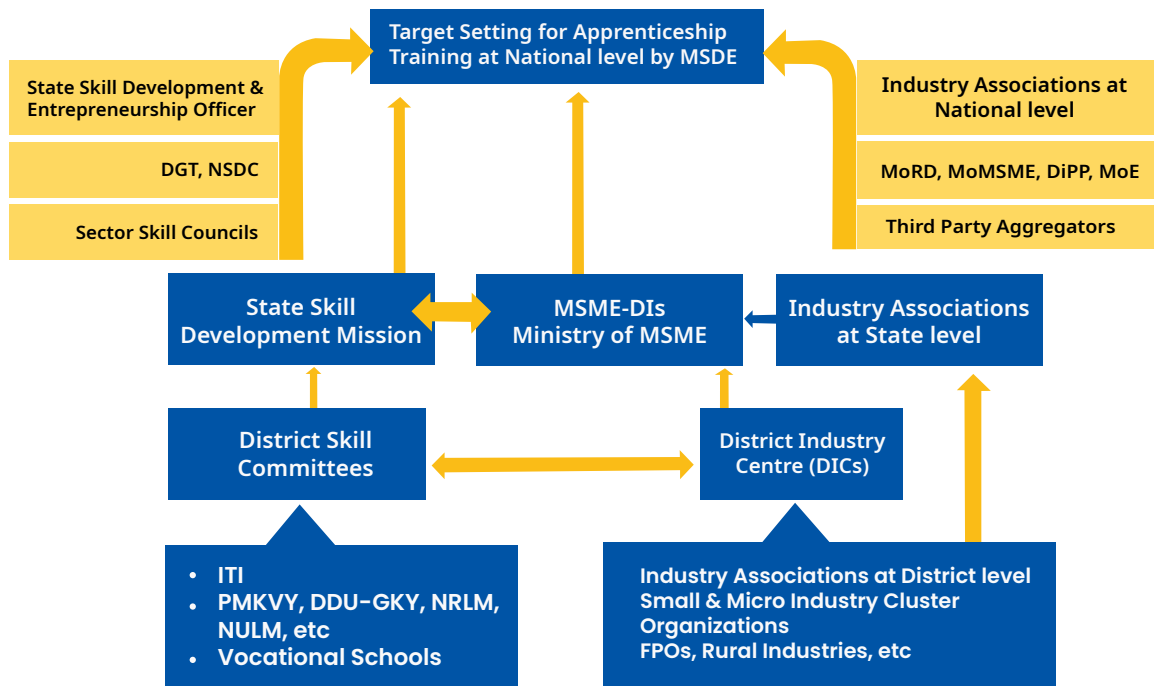 Target Setting for Apprenticeship
Training at National level by MSDE
State Skill Development &
Entrepreneurship Officer
DGT, NSDC
Sector Skill Councils
Industry Associations at
National level
MoRD, MoMSME, DiPP, MoE
Third Party Aggregators
State Skill
Development Mission
MSME-DIs
Ministry of MSME
Industry Associations
at State level
District Skill
Committees
District Industry
Centre (DICs)
• ITI
• PMKVY, DDU-GKY, NRLM,
NULM, etc
• Vocational Schools
Industry Associations at District level
Small & Micro Industry Cluster
Organizations
FPOs, Rural Industries, etc